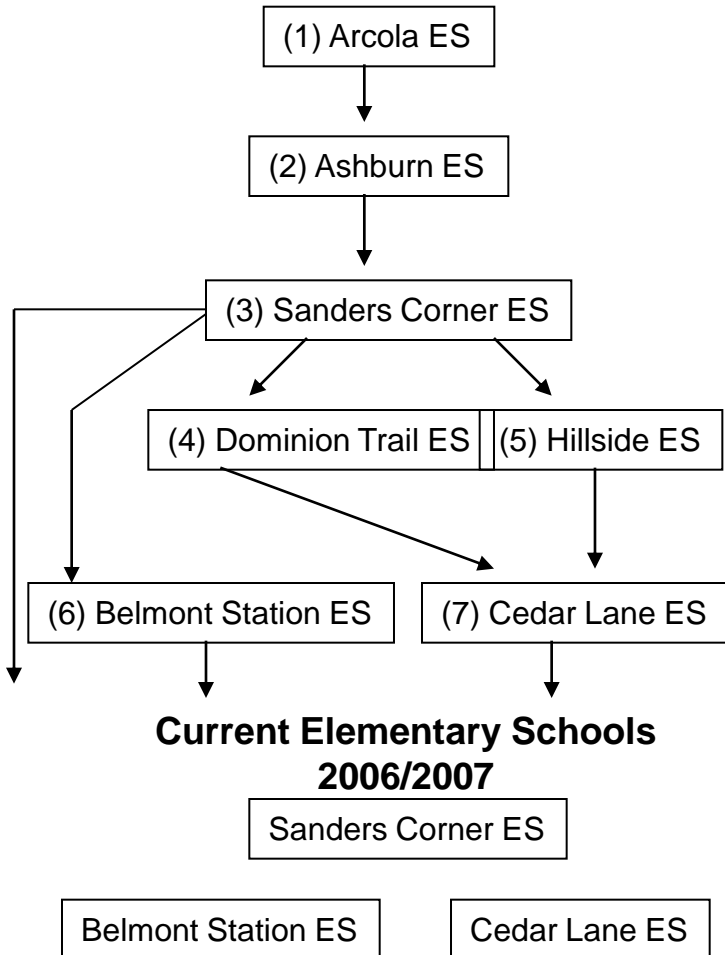 (1) Arcola ES
(2) Ashburn ES
(3) Sanders Corner ES
(4) Dominion Trail ES
(5) Hillside ES
(6) Belmont Station ES
(7) Cedar Lane ES
Current Elementary Schools
2006/2007
Sanders Corner ES
Belmont Station ES
Cedar Lane ES